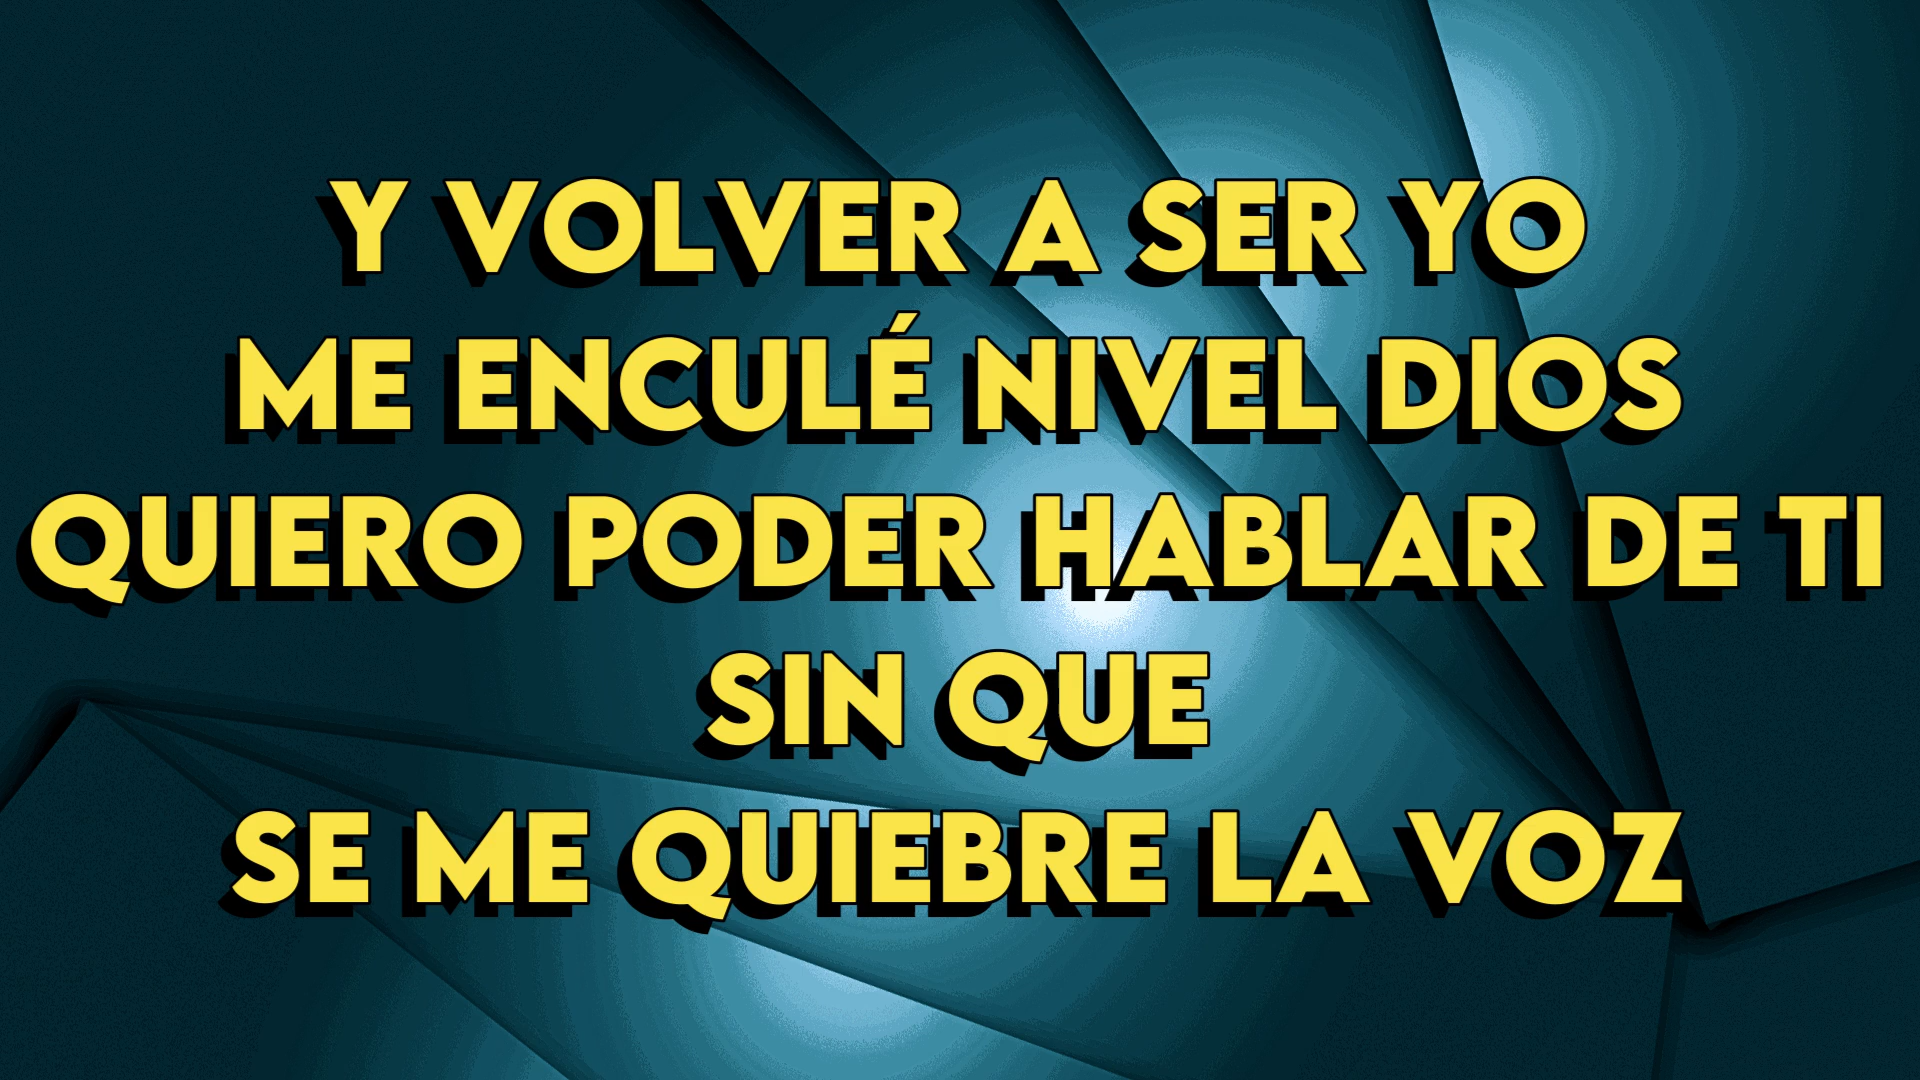 Y VOLVER A SER YO
ME ENCULÉ NIVEL DIOS
QUIERO PODER HABLAR DE TI
SIN QUE
SE ME QUIEBRE LA VOZ